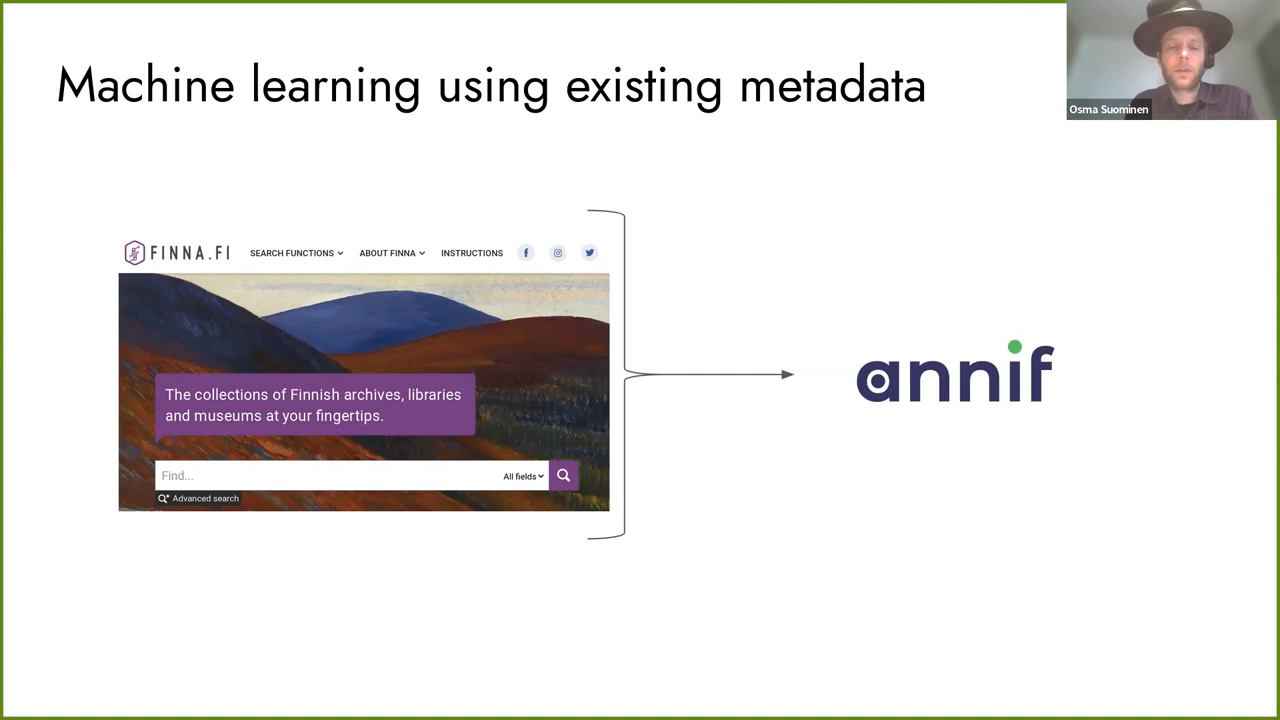 Machine learning using existing metadata
Osma Suominen
FINNA.FI
SEARCH FUNCTIONS
ABOUT FINNA
INSTRUCTIONS
The collections of Finnish archives, libraries
and museums at your fingertips.
Find...
All fields
Advanced search
annif